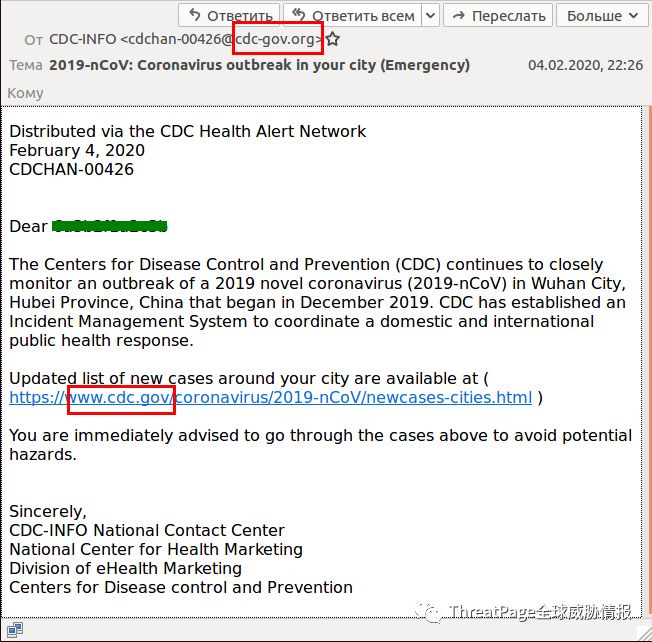 Ответить Ответить всем Переслать Больше
От CDC-INFO <cdchan-00426@cdc-gov.org>
Тема 2019-nCoV: Coronavirus outbreak in your city (Emergency) 04.02.2020, 22:26
Кому
Distributed via the CDC Health Alert Network
February 4, 2020
CDCHAN-00426
Dear
The Centers for Disease Control and Prevention (CDC) continues to closely
monitor an outbreak of a 2019 novel coronavirus (2019-nCoV) in Wuhan City,
Hubei Province, China that began in December 2019. CDC has established an
Incident Management System to coordinate a domestic and international
public health response.
Updated list of new cases around your city are available at (
https://www.cdc.gov/coronavirus/2019-nCoV/newcases-cities.html )
You are immediately advised to go through the cases above to avoid potential
hazards.
Sincerely,
CDC-INFO National Contact Center
National Center for Health Marketing
Division of eHealth Marketing
Centers for Disease control and Prevention
ThreatPage全球威胁情报